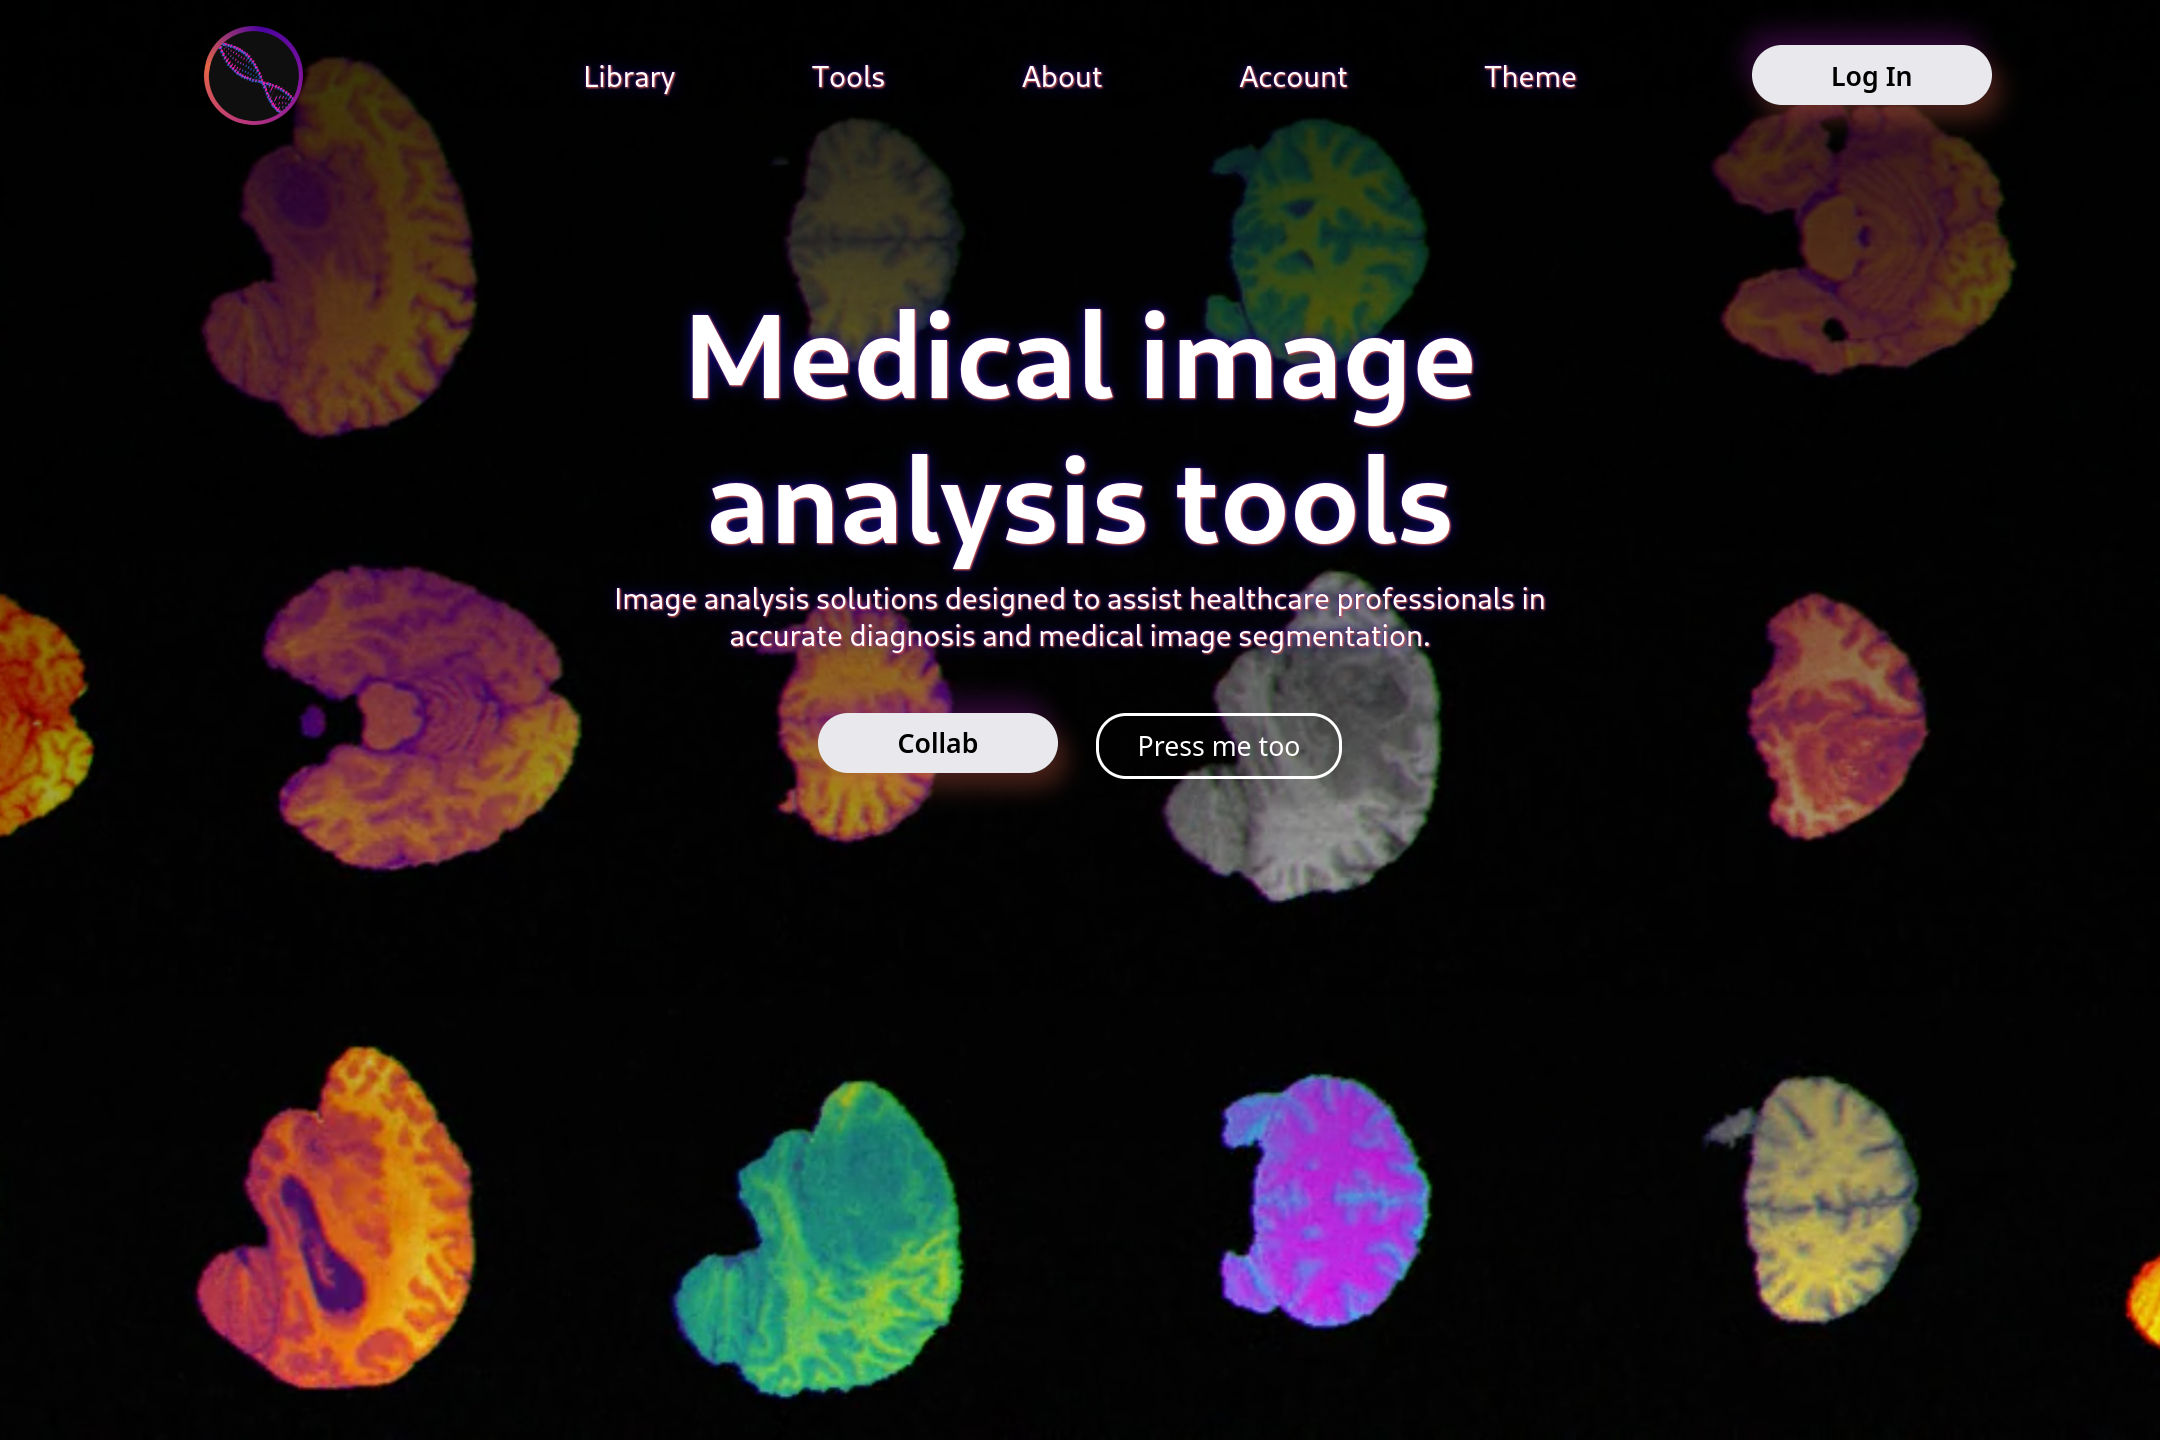 Library
Tools
About
Account
Theme
Log In
Medical image
analysis tools
Image analysis solutions designed to assist healthcare professionals in
accurate diagnosis and medical image segmentation.
Collab
Press me too